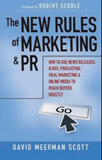 FOREWORD BY ROBERT SCOBLE
The NEW RULES of
MARKETING
& PR
HOW TO USE NEWS RELEASES,
BLOGS, PODCASTING,
VIRAL MARKETING &
ONLINE MEDIA TO
REACH BUYERS
DIRECTLY
Go
DAVID MEERMAN SCOTT